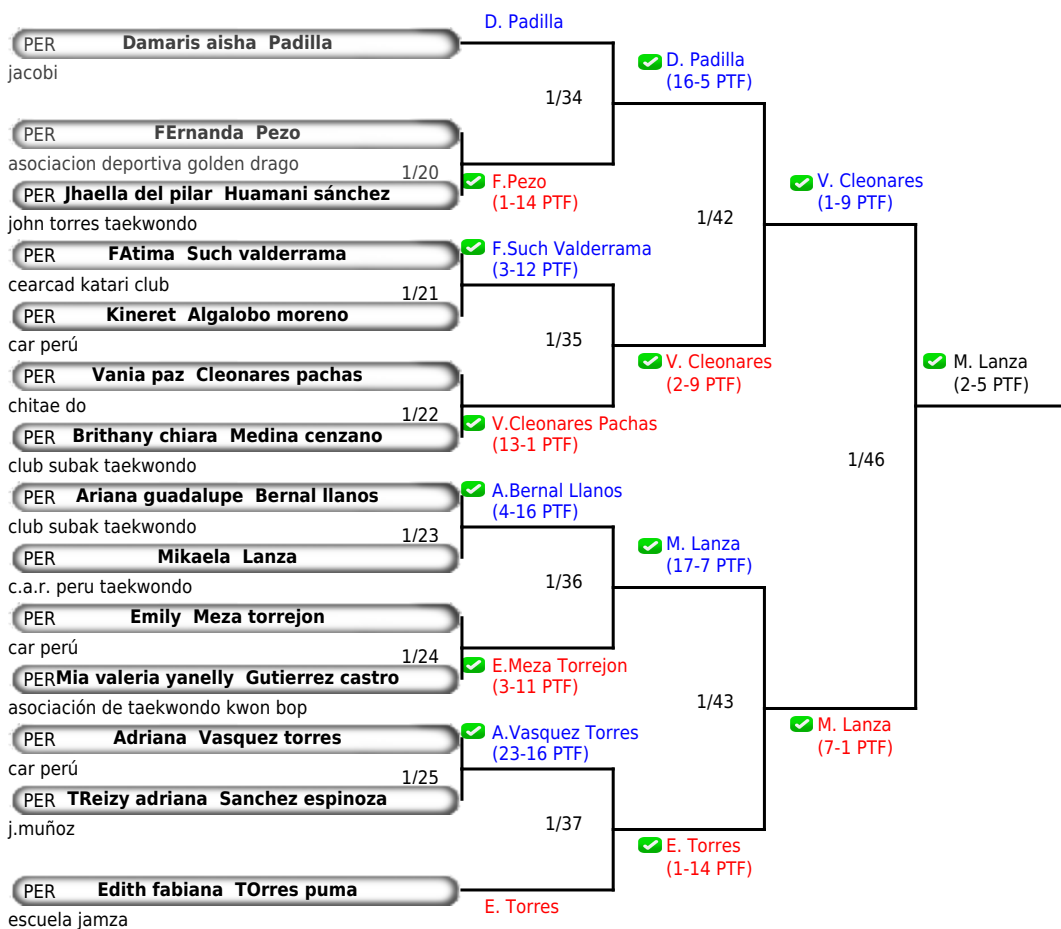 D. Padilla
PER Damaris aisha Padilla
jacobi
D. Padilla
(16-5 PTF)
1/34
PER FErnanda Pezo
asociacion deportiva golden drago
1/20
PER Jhaella del pilar Huamani sánchez
john torres taekwondo
F.Pezo
(1-14 PTF)
V. Cleonares
(1-9 PTF)
1/42
PER FAtima Such valderrama
cearcad katari club
F.Such Valderrama
(3-12 PTF)
1/21
PER Kineret Algalobo moreno
car perú
1/35
V. Cleonares
(2-9 PTF)
M. Lanza
(2-5 PTF)
PER Vania paz Cleonares pachas
chitae do
1/22
PER Brithany chiara Medina cenzano
club subak taekwondo
V.Cleonares Pachas
(13-1 PTF)
1/46
PER Ariana guadalupe Bernal llanos
club subak taekwondo
A.Bernal Llanos
(4-16 PTF)
1/23
PER Mikaela Lanza
c.a.r. peru taekwondo
M. Lanza
(17-7 PTF)
1/36
PER Emily Meza torrejon
car perú
1/24
PER Mia valeria yanelly Gutierrez castro
asociación de taekwondo kwon bop
E.Meza Torrejon
(3-11 PTF)
1/43
M. Lanza
(7-1 PTF)
PER Adriana Vasquez torres
car perú
A.Vasquez Torres
(23-16 PTF)
1/25
PER TReizy adriana Sanchez espinoza
j.muñoz
1/37
E. Torres
(1-14 PTF)
PER Edith fabiana TOrres puma
escuela jamza
E. Torres